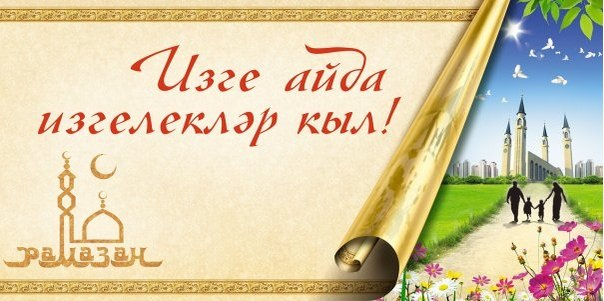 Изге айда
изгелекләр кыл!
рамазан